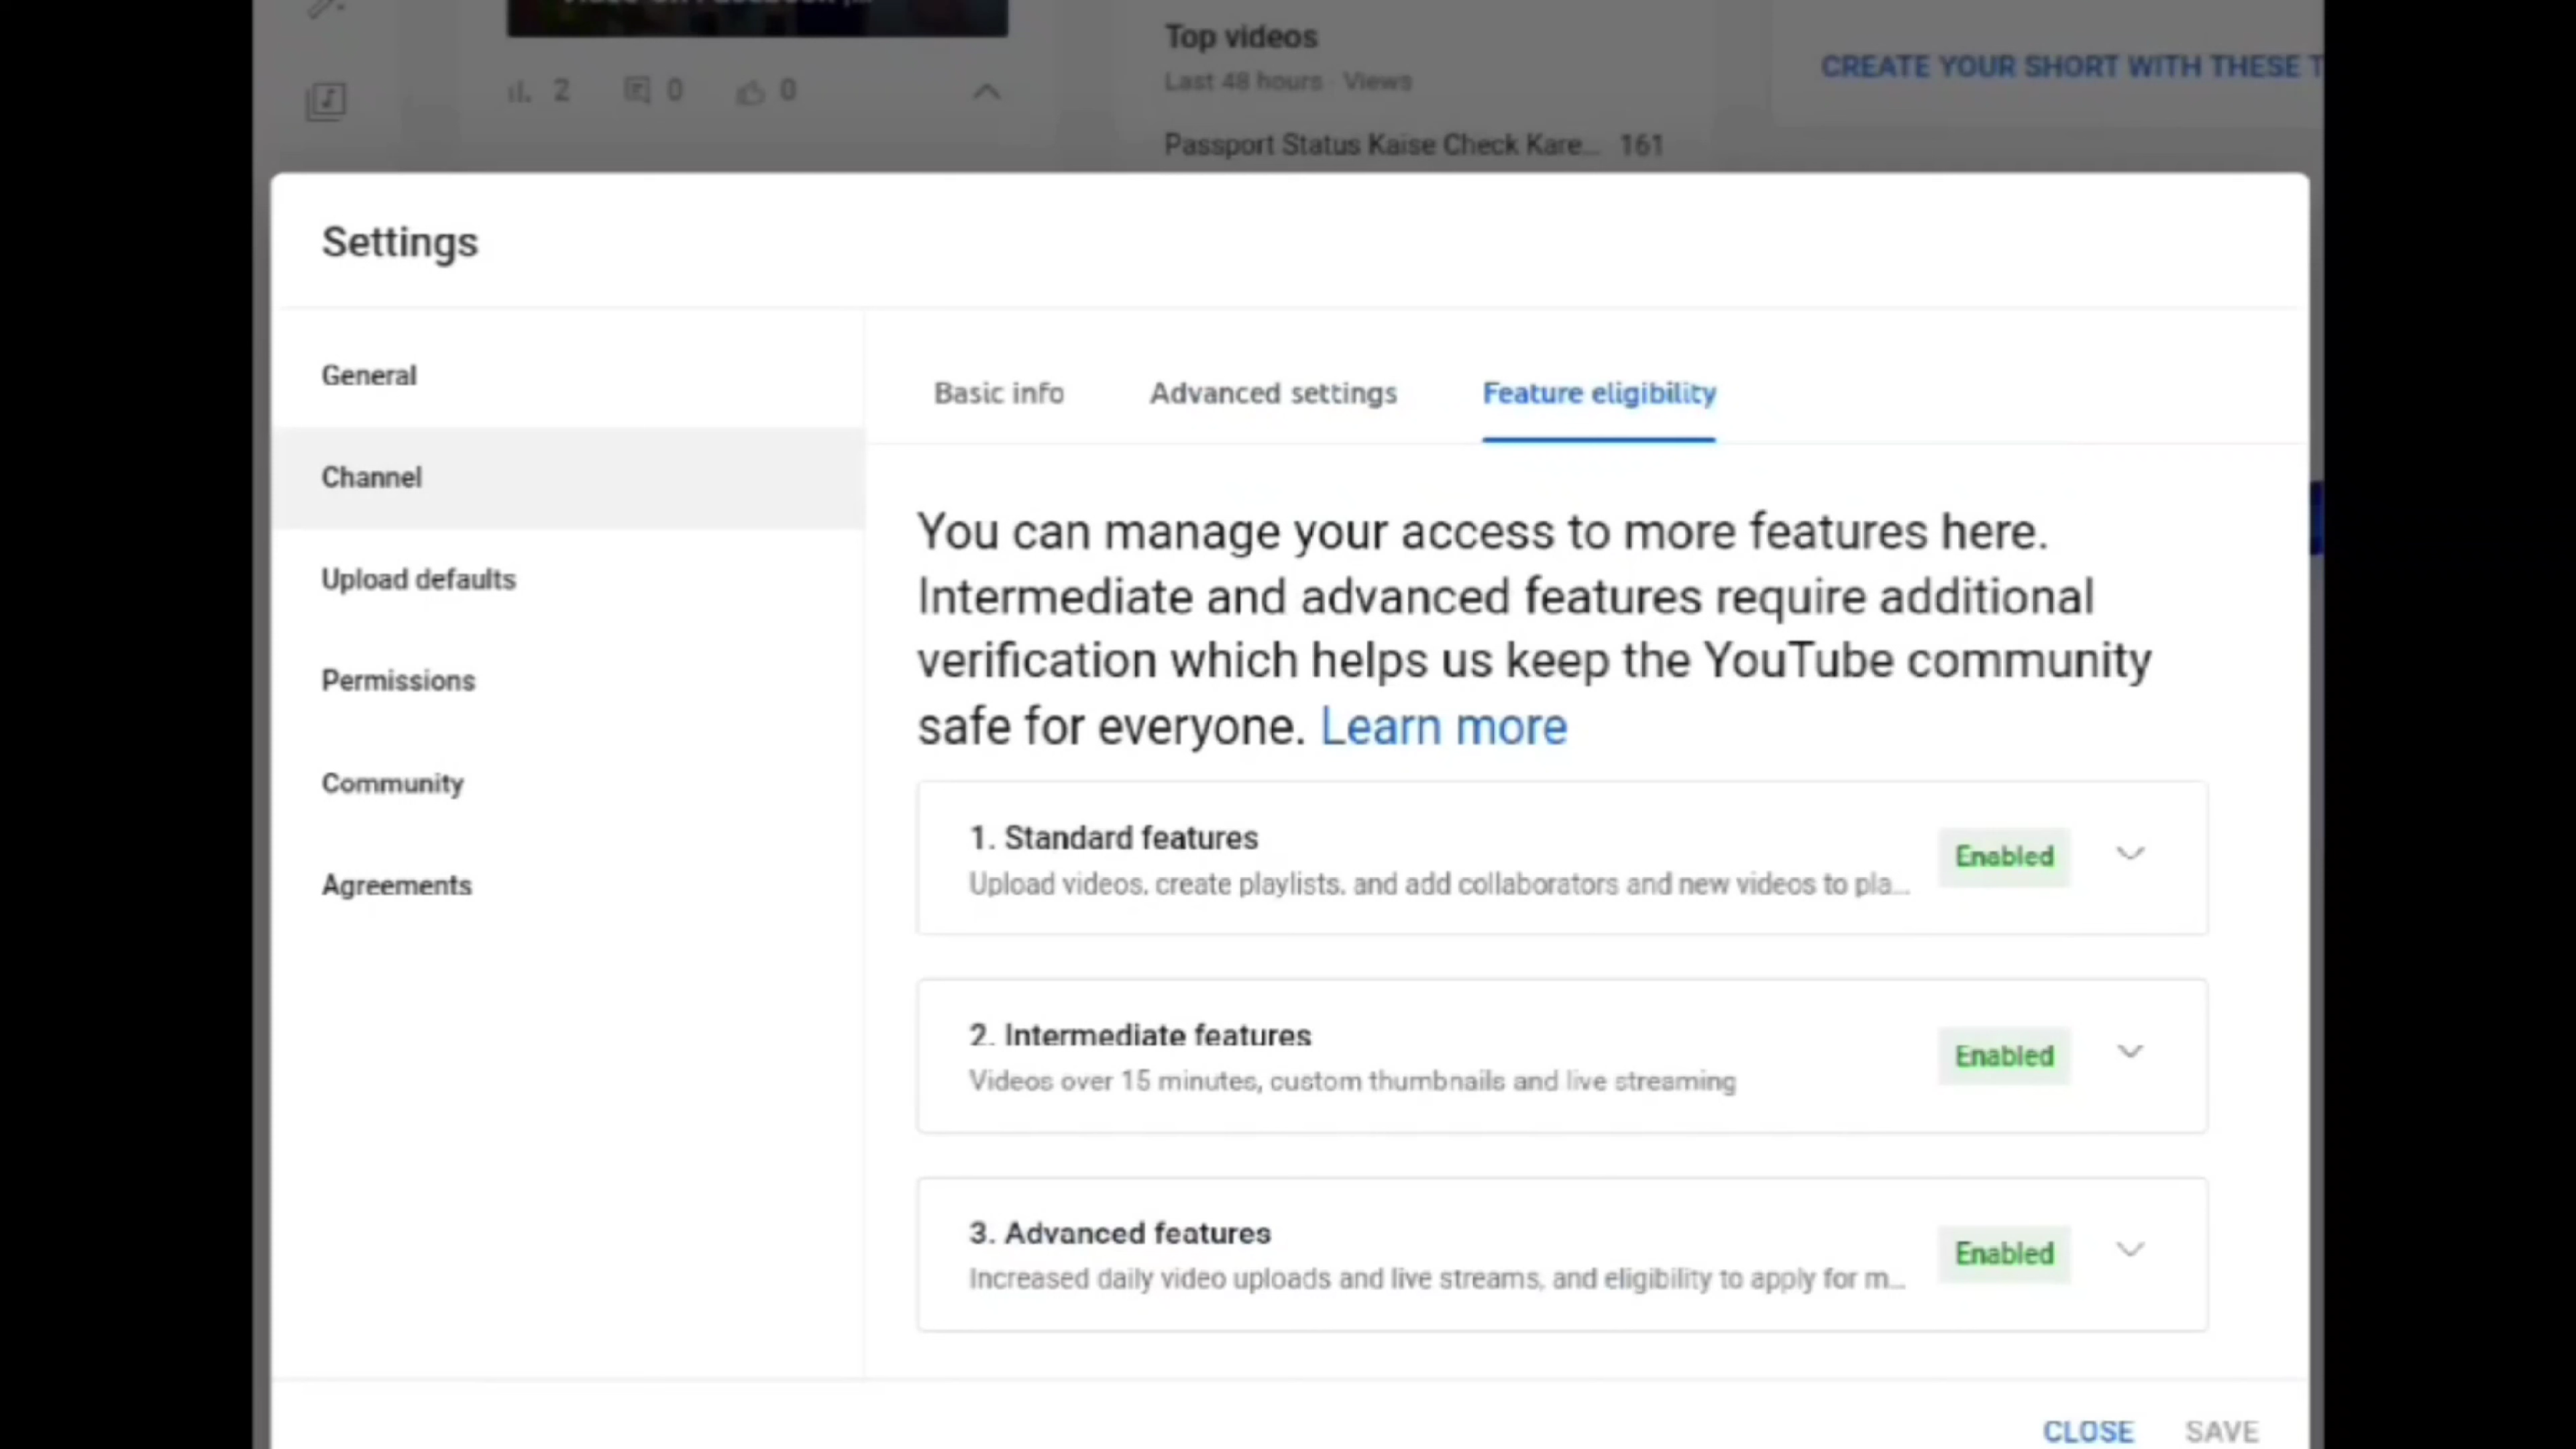 2 0 0
Top videos
Last 48 hours · Views
Passport Status Kaise Check Kare... 161
CREATE YOUR SHORT WITH THESE T
Settings
General
Channel
Upload defaults
Permissions
Community
Agreements
Basic info Advanced settings Feature eligibility
You can manage your access to more features here.
Intermediate and advanced features require additional
verification which helps us keep the YouTube community
safe for everyone. Learn more
1. Standard features
Upload videos, create playlists, and add collaborators and new videos to pla...
Enabled
2. Intermediate features
Videos over 15 minutes, custom thumbnails and live streaming
Enabled
3. Advanced features
Increased daily video uploads and live streams, and eligibility to apply for m...
Enabled
CLOSE SAVE